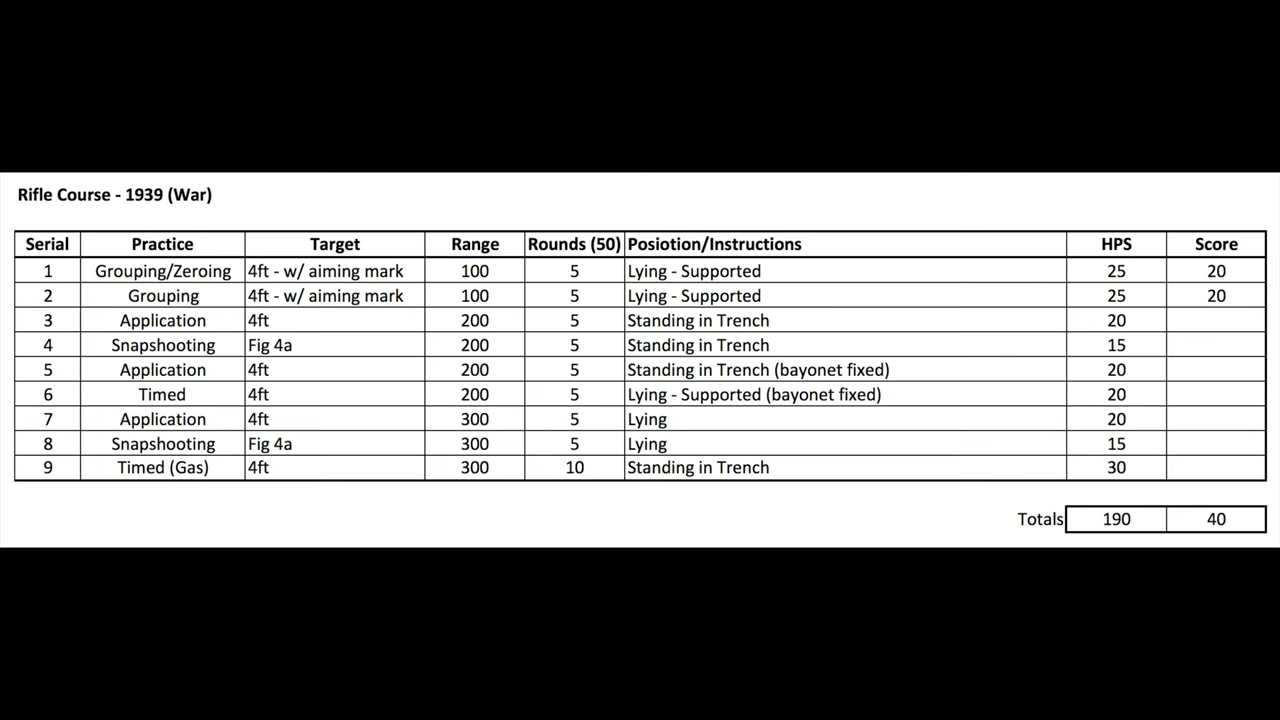 Rifle Course - 1939 (War)
Serial Practice Target Range Rounds (50) Posiotion/Instructions HPS Score
1 Grouping/Zeroing 4ft - w/ aiming mark 100 5 Lying - Supported 25 20
2 Grouping 4ft - w/ aiming mark 100 5 Lying - Supported 25 20
3 Application 4ft 200 5 Standing in Trench 20
4 Snapshooting Fig 4a 200 5 Standing in Trench 15
5 Application 4ft 200 5 Standing in Trench (bayonet fixed) 20
6 Timed 4ft 200 5 Lying - Supported (bayonet fixed) 20
7 Application 4ft 300 5 Lying 20
8 Snapshooting Fig 4a 300 5 Lying 15
9 Timed (Gas) 4ft 300 10 Standing in Trench 30
Totals 190 40